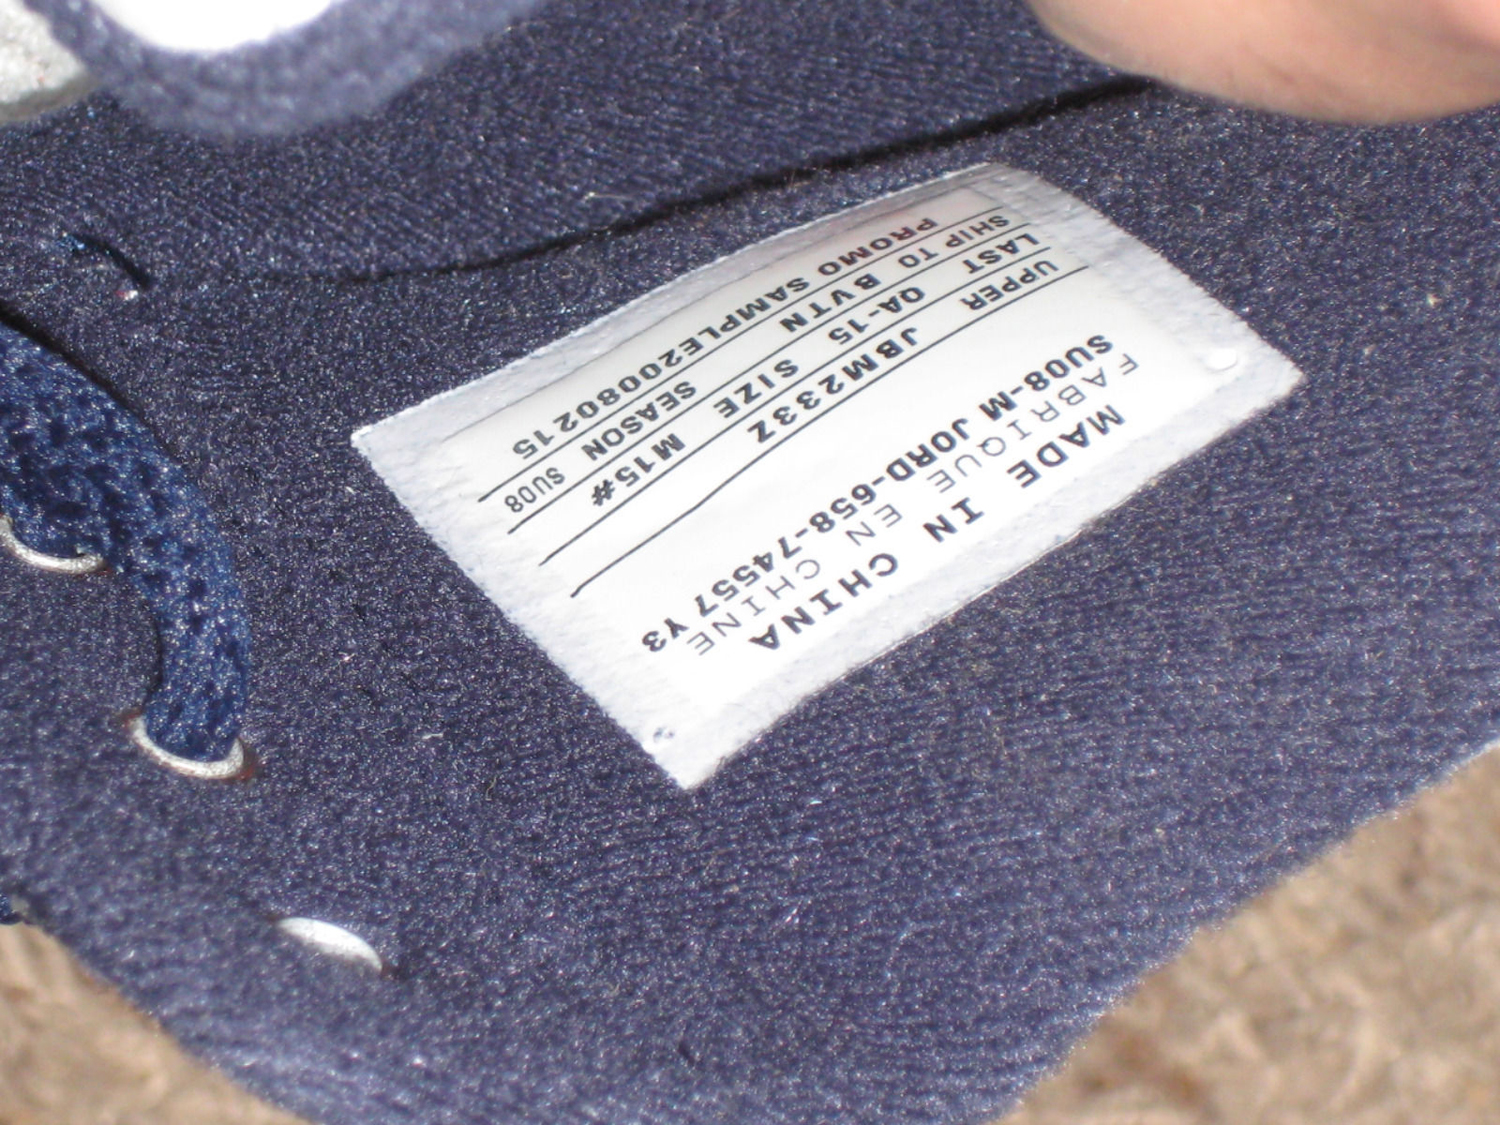 MADE IN CHINA
FABRIQUE EN CHINE
SU08-M JORD-658-74557 Y3
UPPER JBM233Z
LAST QA-15 SIZE M15#
SHIP TO BVTN SEASON SU08
PROMO SAMPLE20080215